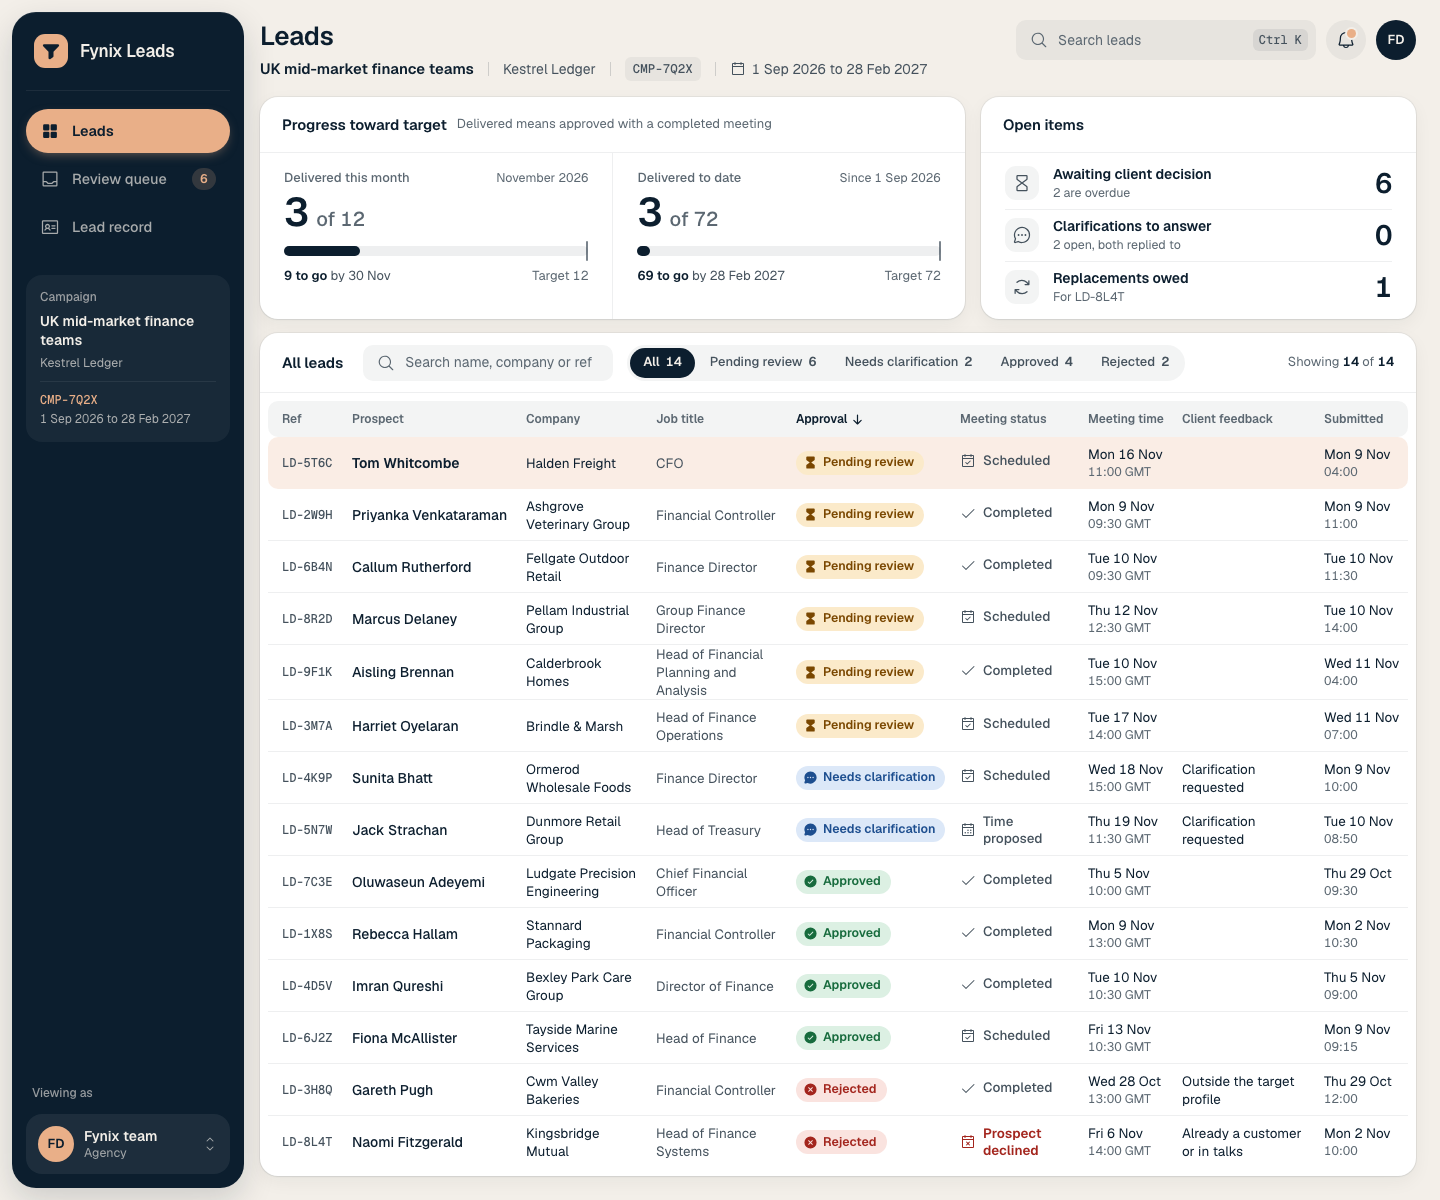 Fynix Leads
Leads
Review queue 6
Lead record
Campaign
UK mid-market finance
teams
Kestrel Ledger
CMP-7Q2X
1 Sep 2026 to 28 Feb 2027
Viewing as
FD
Fynix team
Agency
Leads
UK mid-market finance teams Kestrel Ledger CMP-7Q2X 1 Sep 2026 to 28 Feb 2027
Search leads Ctrl K
FD
Progress toward target Delivered means approved with a completed meeting
Delivered this month November 2026
3 of 12
9 to go by 30 Nov Target 12
Delivered to date Since 1 Sep 2026
3 of 72
69 to go by 28 Feb 2027 Target 72
Open items
Awaiting client decision 6
2 are overdue
Clarifications to answer 0
2 open, both replied to
Replacements owed 1
For LD-8L4T
All leads Search name, company or ref All 14 Pending review 6 Needs clarification 2 Approved 4 Rejected 2 Showing 14 of 14
Ref Prospect Company Job title Approval ↓ Meeting status Meeting time Client feedback Submitted
LD-5T6C Tom Whitcombe Halden Freight CFO Pending review Scheduled Mon 16 Nov Mon 9 Nov
11:00 GMT 04:00
LD-2W9H Priyanka Venkataraman Ashgrove Financial Controller Pending review Completed Mon 9 Nov Mon 9 Nov
Veterinary Group 09:30 GMT 11:00
LD-6B4N Callum Rutherford Fellgate Outdoor Finance Director Pending review Completed Tue 10 Nov Tue 10 Nov
Retail 09:30 GMT 11:30
LD-8R2D Marcus Delaney Pellam Industrial Group Finance Pending review Scheduled Thu 12 Nov Tue 10 Nov
Group Director 12:30 GMT 14:00
LD-9F1K Aisling Brennan Calderbrook Head of Financial Pending review Completed Tue 10 Nov Wed 11 Nov
Homes Planning and 15:00 GMT 04:00
Analysis
LD-3M7A Harriet Oyelaran Brindle & Marsh Head of Finance Pending review Scheduled Tue 17 Nov Wed 11 Nov
Operations 14:00 GMT 07:00
LD-4K9P Sunita Bhatt Ormerod Finance Director Needs clarification Scheduled Wed 18 Nov Clarification Mon 9 Nov
Wholesale Foods 15:00 GMT requested 10:00
LD-5N7W Jack Strachan Dunmore Retail Head of Treasury Needs clarification Time Thu 19 Nov Clarification Tue 10 Nov
Group proposed 11:30 GMT requested 08:50
LD-7C3E Oluwaseun Adeyemi Ludgate Precision Chief Financial Approved Completed Thu 5 Nov Thu 29 Oct
Engineering Officer 10:00 GMT 09:30
LD-1X8S Rebecca Hallam Stannard Financial Controller Approved Completed Mon 9 Nov Mon 2 Nov
Packaging 13:00 GMT 10:30
LD-4D5V Imran Qureshi Bexley Park Care Director of Finance Approved Completed Tue 10 Nov Thu 5 Nov
Group 10:30 GMT 09:00
LD-6J2Z Fiona McAllister Tayside Marine Head of Finance Approved Scheduled Fri 13 Nov Mon 9 Nov
Services 10:30 GMT 09:15
LD-3H8Q Gareth Pugh Cwm Valley Financial Controller Rejected Completed Wed 28 Oct Outside the target Thu 29 Oct
Bakeries 13:00 GMT profile 12:00
LD-8L4T Naomi Fitzgerald Kingsbridge Head of Finance Rejected Prospect Fri 6 Nov Already a customer Mon 2 Nov
Mutual Systems declined 14:00 GMT or in talks 10:00